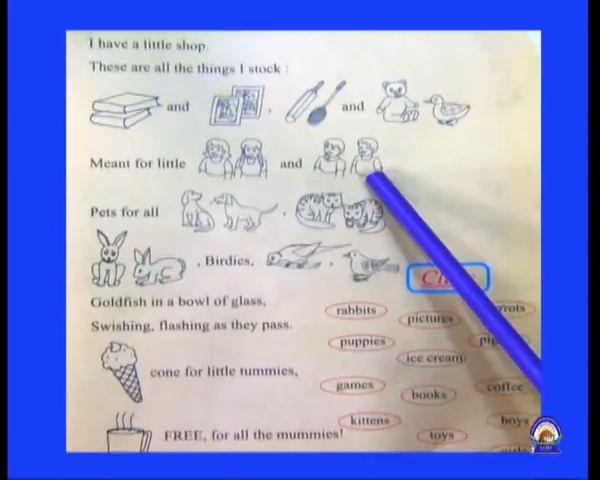 I have a little shop.
These are all the things I stock :
and , and
Meant for little and
Pets for all ,
, Birdies, ,
Goldfish in a bowl of glass,
Swishing, flashing as they pass.
cone for little tummies,
FREE, for all the mummies!
rabbits
pictures
puppies
ice cream
games
books
coffee
kittens
toys
boys